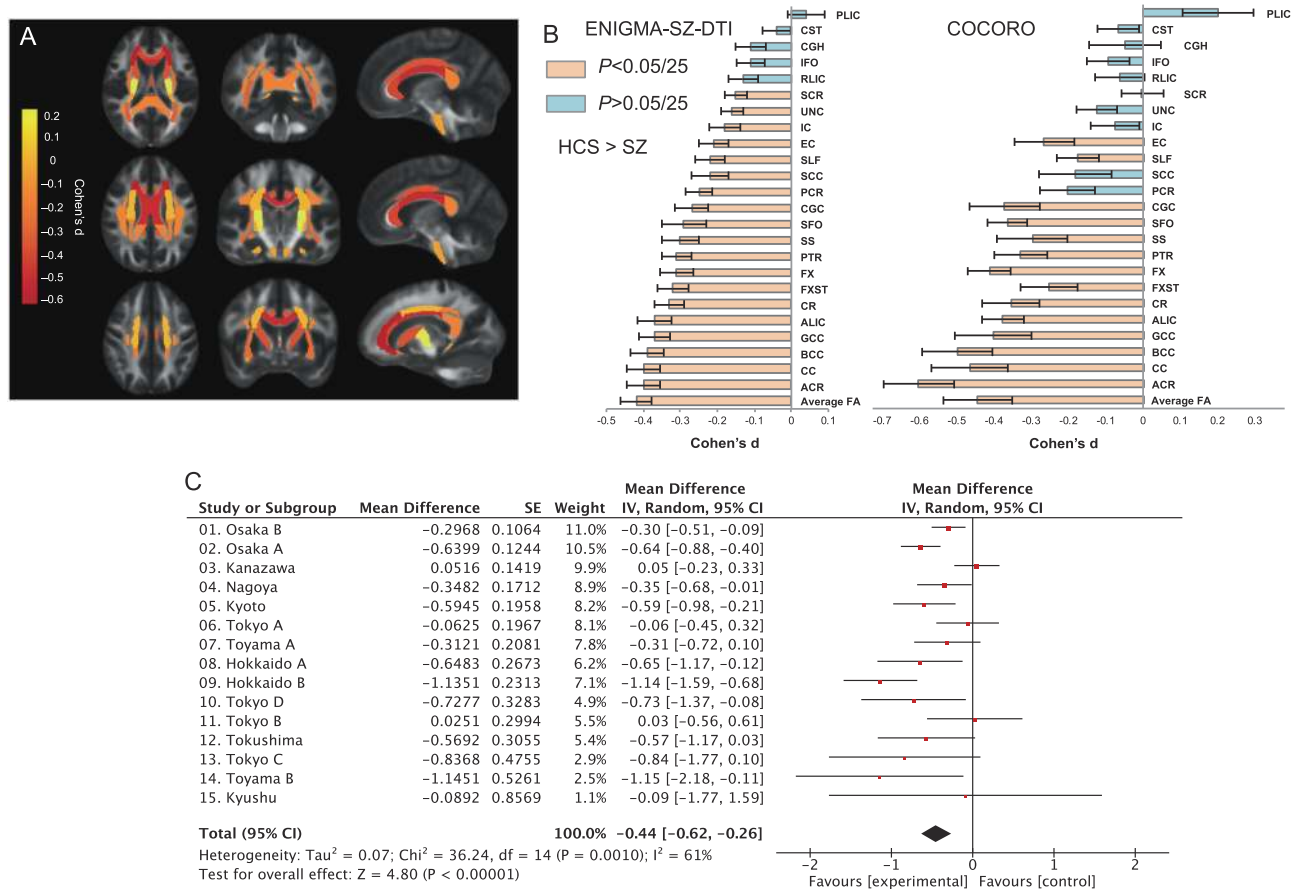 A
0.2
0.1
0
−0.1
−0.2
−0.3
−0.4
−0.5
−0.6
Cohen's d
B
ENIGMA-SZ-DTI
P<0.05/25
P>0.05/25
HCS > SZ
PLIC
CST
CGH
IFO
RLIC
SCR
UNC
IC
EC
SLF
SCC
PCR
CGC
SFO
SS
PTR
FX
FXST
CR
ALIC
GCC
BCC
CC
ACR
Average FA
-0.5 -0.4 -0.3 -0.2 -0.1 0 0.1
Cohen's d
COCORO
PLIC
CST
CGH
IFO
RLIC
SCR
UNC
IC
EC
SLF
SCC
PCR
CGC
SFO
SS
PTR
FX
FXST
CR
ALIC
GCC
BCC
CC
ACR
Average FA
-0.7 -0.6 -0.5 -0.4 -0.3 -0.2 -0.1 0 0.1 0.2 0.3
Cohen's d
C
Mean Difference Mean Difference
Study or Subgroup Mean Difference SE Weight IV, Random, 95% CI IV, Random, 95% CI
01. Osaka B −0.2968 0.1064 11.0% −0.30 [−0.51, −0.09]
02. Osaka A −0.6399 0.1244 10.5% −0.64 [−0.88, −0.40]
03. Kanazawa 0.0516 0.1419 9.9% 0.05 [−0.23, 0.33]
04. Nagoya −0.3482 0.1712 8.9% −0.35 [−0.68, −0.01]
05. Kyoto −0.5945 0.1958 8.2% −0.59 [−0.98, −0.21]
06. Tokyo A −0.0625 0.1967 8.1% −0.06 [−0.45, 0.32]
07. Toyama A −0.3121 0.2081 7.8% −0.31 [−0.72, 0.10]
08. Hokkaido A −0.6483 0.2673 6.2% −0.65 [−1.17, −0.12]
09. Hokkaido B −1.1351 0.2313 7.1% −1.14 [−1.59, −0.68]
10. Tokyo D −0.7277 0.3283 4.9% −0.73 [−1.37, −0.08]
11. Tokyo B 0.0251 0.2994 5.5% 0.03 [−0.56, 0.61]
12. Tokushima −0.5692 0.3055 5.4% −0.57 [−1.17, 0.03]
13. Tokyo C −0.8368 0.4755 2.9% −0.84 [−1.77, 0.10]
14. Toyama B −1.1451 0.5261 2.5% −1.15 [−2.18, −0.11]
15. Kyushu −0.0892 0.8569 1.1% −0.09 [−1.77, 1.59]
Total (95% CI) 100.0% −0.44 [−0.62, −0.26]
Heterogeneity: Tau² = 0.07; Chi² = 36.24, df = 14 (P = 0.0010); I² = 61%
Test for overall effect: Z = 4.80 (P < 0.00001)
−2 −1 0 1 2
Favours [experimental] Favours [control]